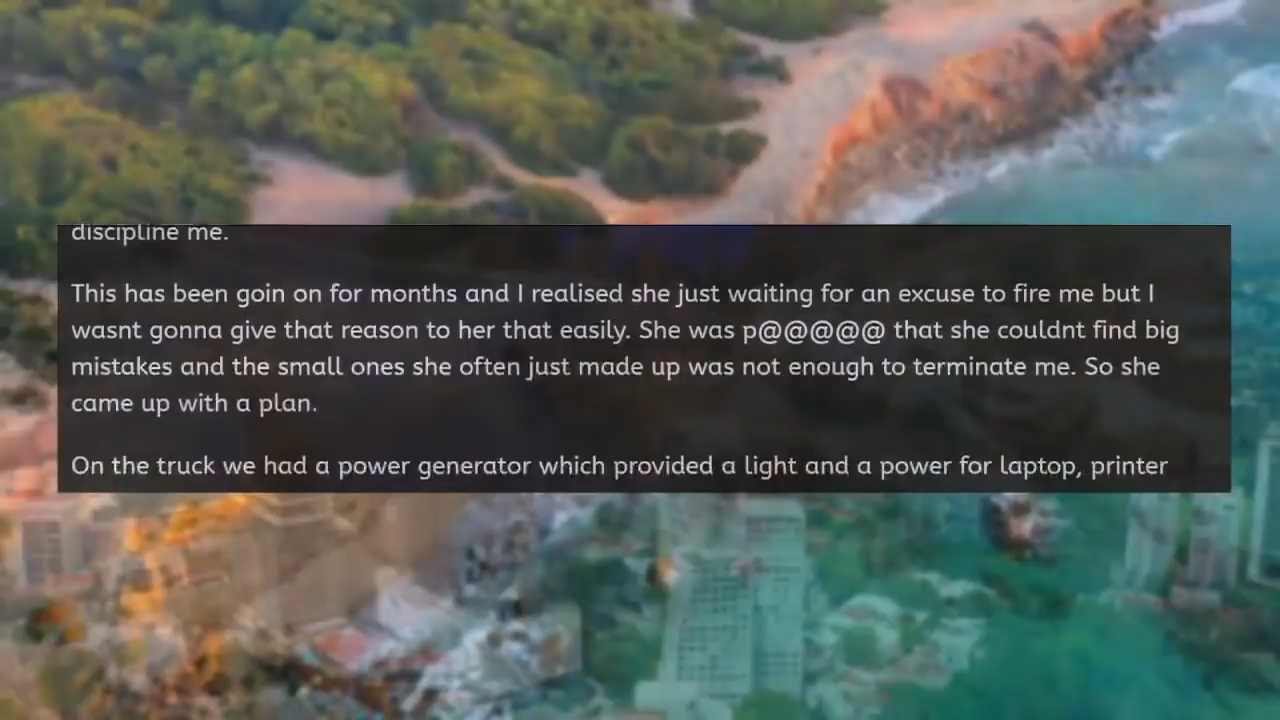 discipline me.
This has been goin on for months and I realised she just waiting for an excuse to fire me but I
wasnt gonna give that reason to her that easily. She was p@@@@@ that she couldnt find big
mistakes and the small ones she often just made up was not enough to terminate me. So she
came up with a plan.
On the truck we had a power generator which provided a light and a power for laptop, printer